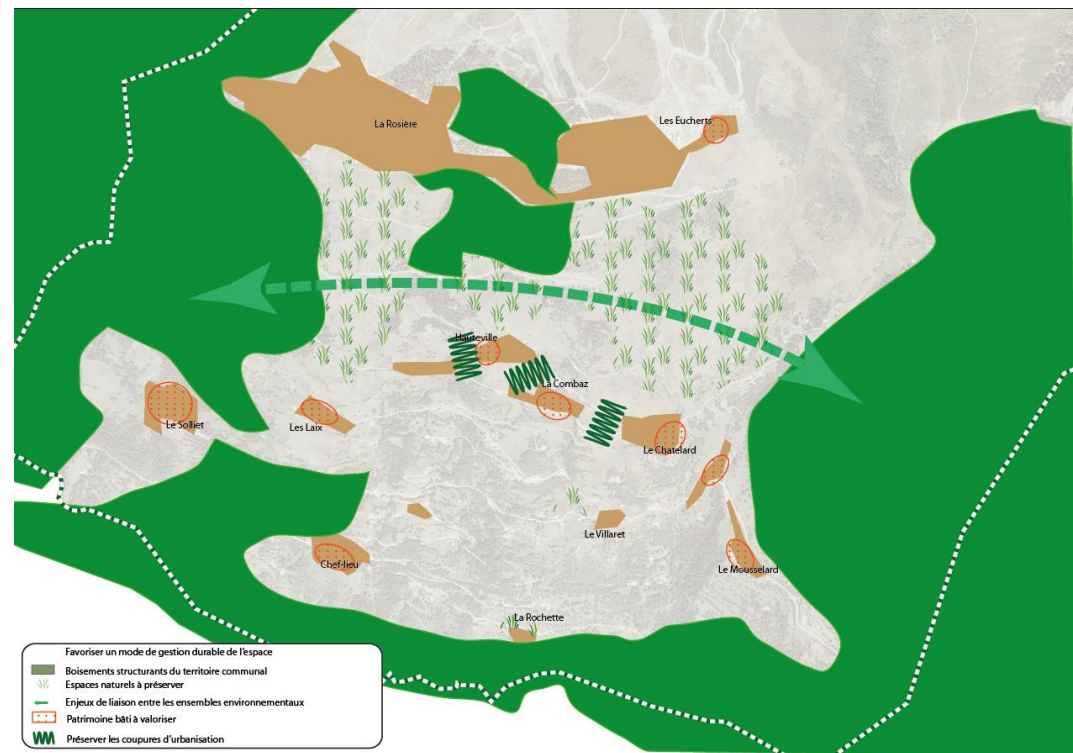 La Rosière
Les Eucherts
Hauteville
La Combaz
Le Solliet
Les Laix
Le Chatelard
Le Villaret
Chef-lieu
Le Mousselard
La Rochette
Favoriser un mode de gestion durable de l'espace
Boisements structurants du territoire communal
Espaces naturels à préserver
Enjeux de liaison entre les ensembles environnementaux
Patrimoine bâti à valoriser
Préserver les coupures d'urbanisation